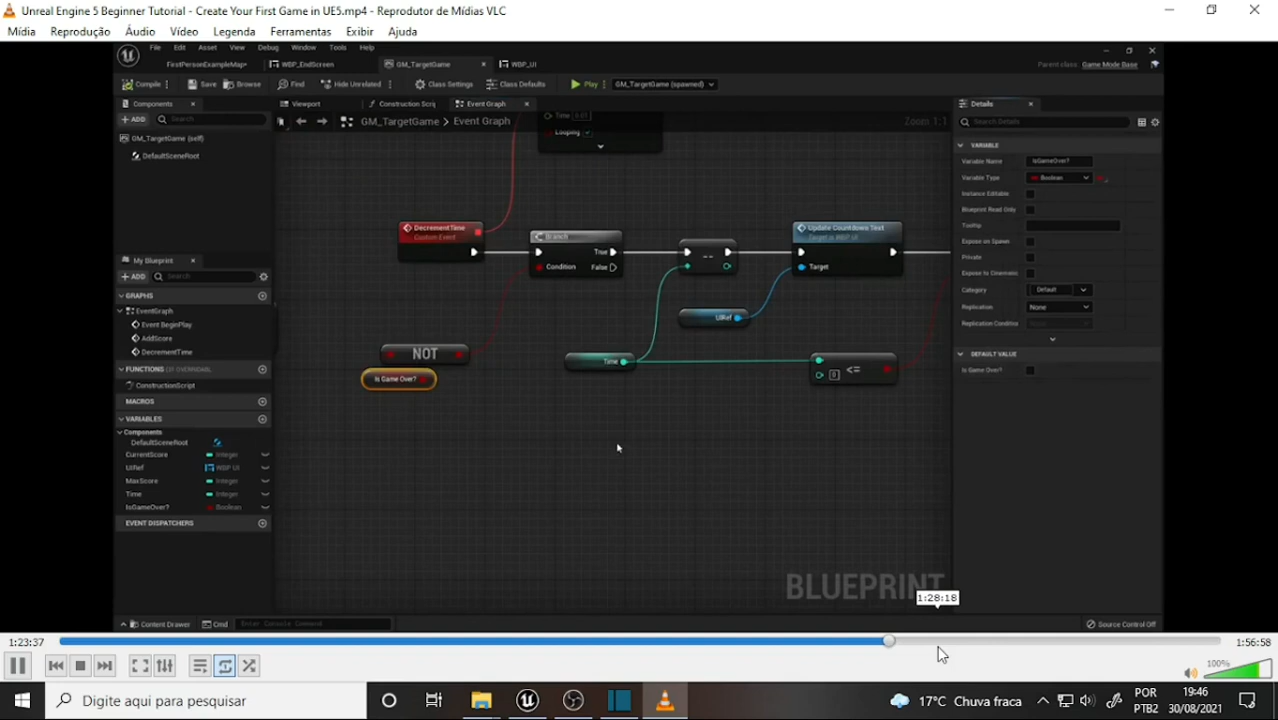 Unreal Engine 5 Beginner Tutorial - Create Your First Game in UE5.mp4 - Reprodutor de Mídias VLC
Mídia Reprodução Áudio Vídeo Legenda Ferramentas Exibir Ajuda
File Edit Asset View Debug Window Tools Help
FirstPersonExampleMap* WBP_EndScreen GM_TargetGame WBP_UI
Parent class: Game Mode Base
Compile Save Browse Find Hide Unrelated Class Settings Class Defaults Play GM_TargetGame (spawned)
Components Viewport Construction Scrip Event Graph Details
ADD Search
GM_TargetGame > Event Graph
Zoom 1:1
Search Details
GM_TargetGame (self)
DefaultSceneRoot
Time 0.01
Looping
VARIABLE
Variable Name IsGameOver?
Variable Type Boolean
Instance Editable
Blueprint Read Only
Tooltip
Expose on Spawn
Private
Expose to Cinematics
Category Default
Replication None
Replication Conditio
DEFAULT VALUE
Is Game Over?
DecrementTime
Custom Event
Branch
True
Condition False
--
Update Countdown Text
Target is WBP UI
Target
UIRef
NOT
Is Game Over?
Time
0 <=
My Blueprint
ADD Search
GRAPHS
EventGraph
Event BeginPlay
AddScore
DecrementTime
FUNCTIONS
ConstructionScript
MACROS
VARIABLES
Components
DefaultSceneRoot
CurrentScore Integer
UIRef WBP UI
MaxScore Integer
Time Integer
IsGameOver? Boolean
EVENT DISPATCHERS
BLUEPRINT
1:28:18
Content Drawer Cmd Enter Console Command
Source Control Off
1:23:37 1:56:58
100%
Digite aqui para pesquisar
17°C Chuva fraca
POR
PTB2
19:46
30/08/2021